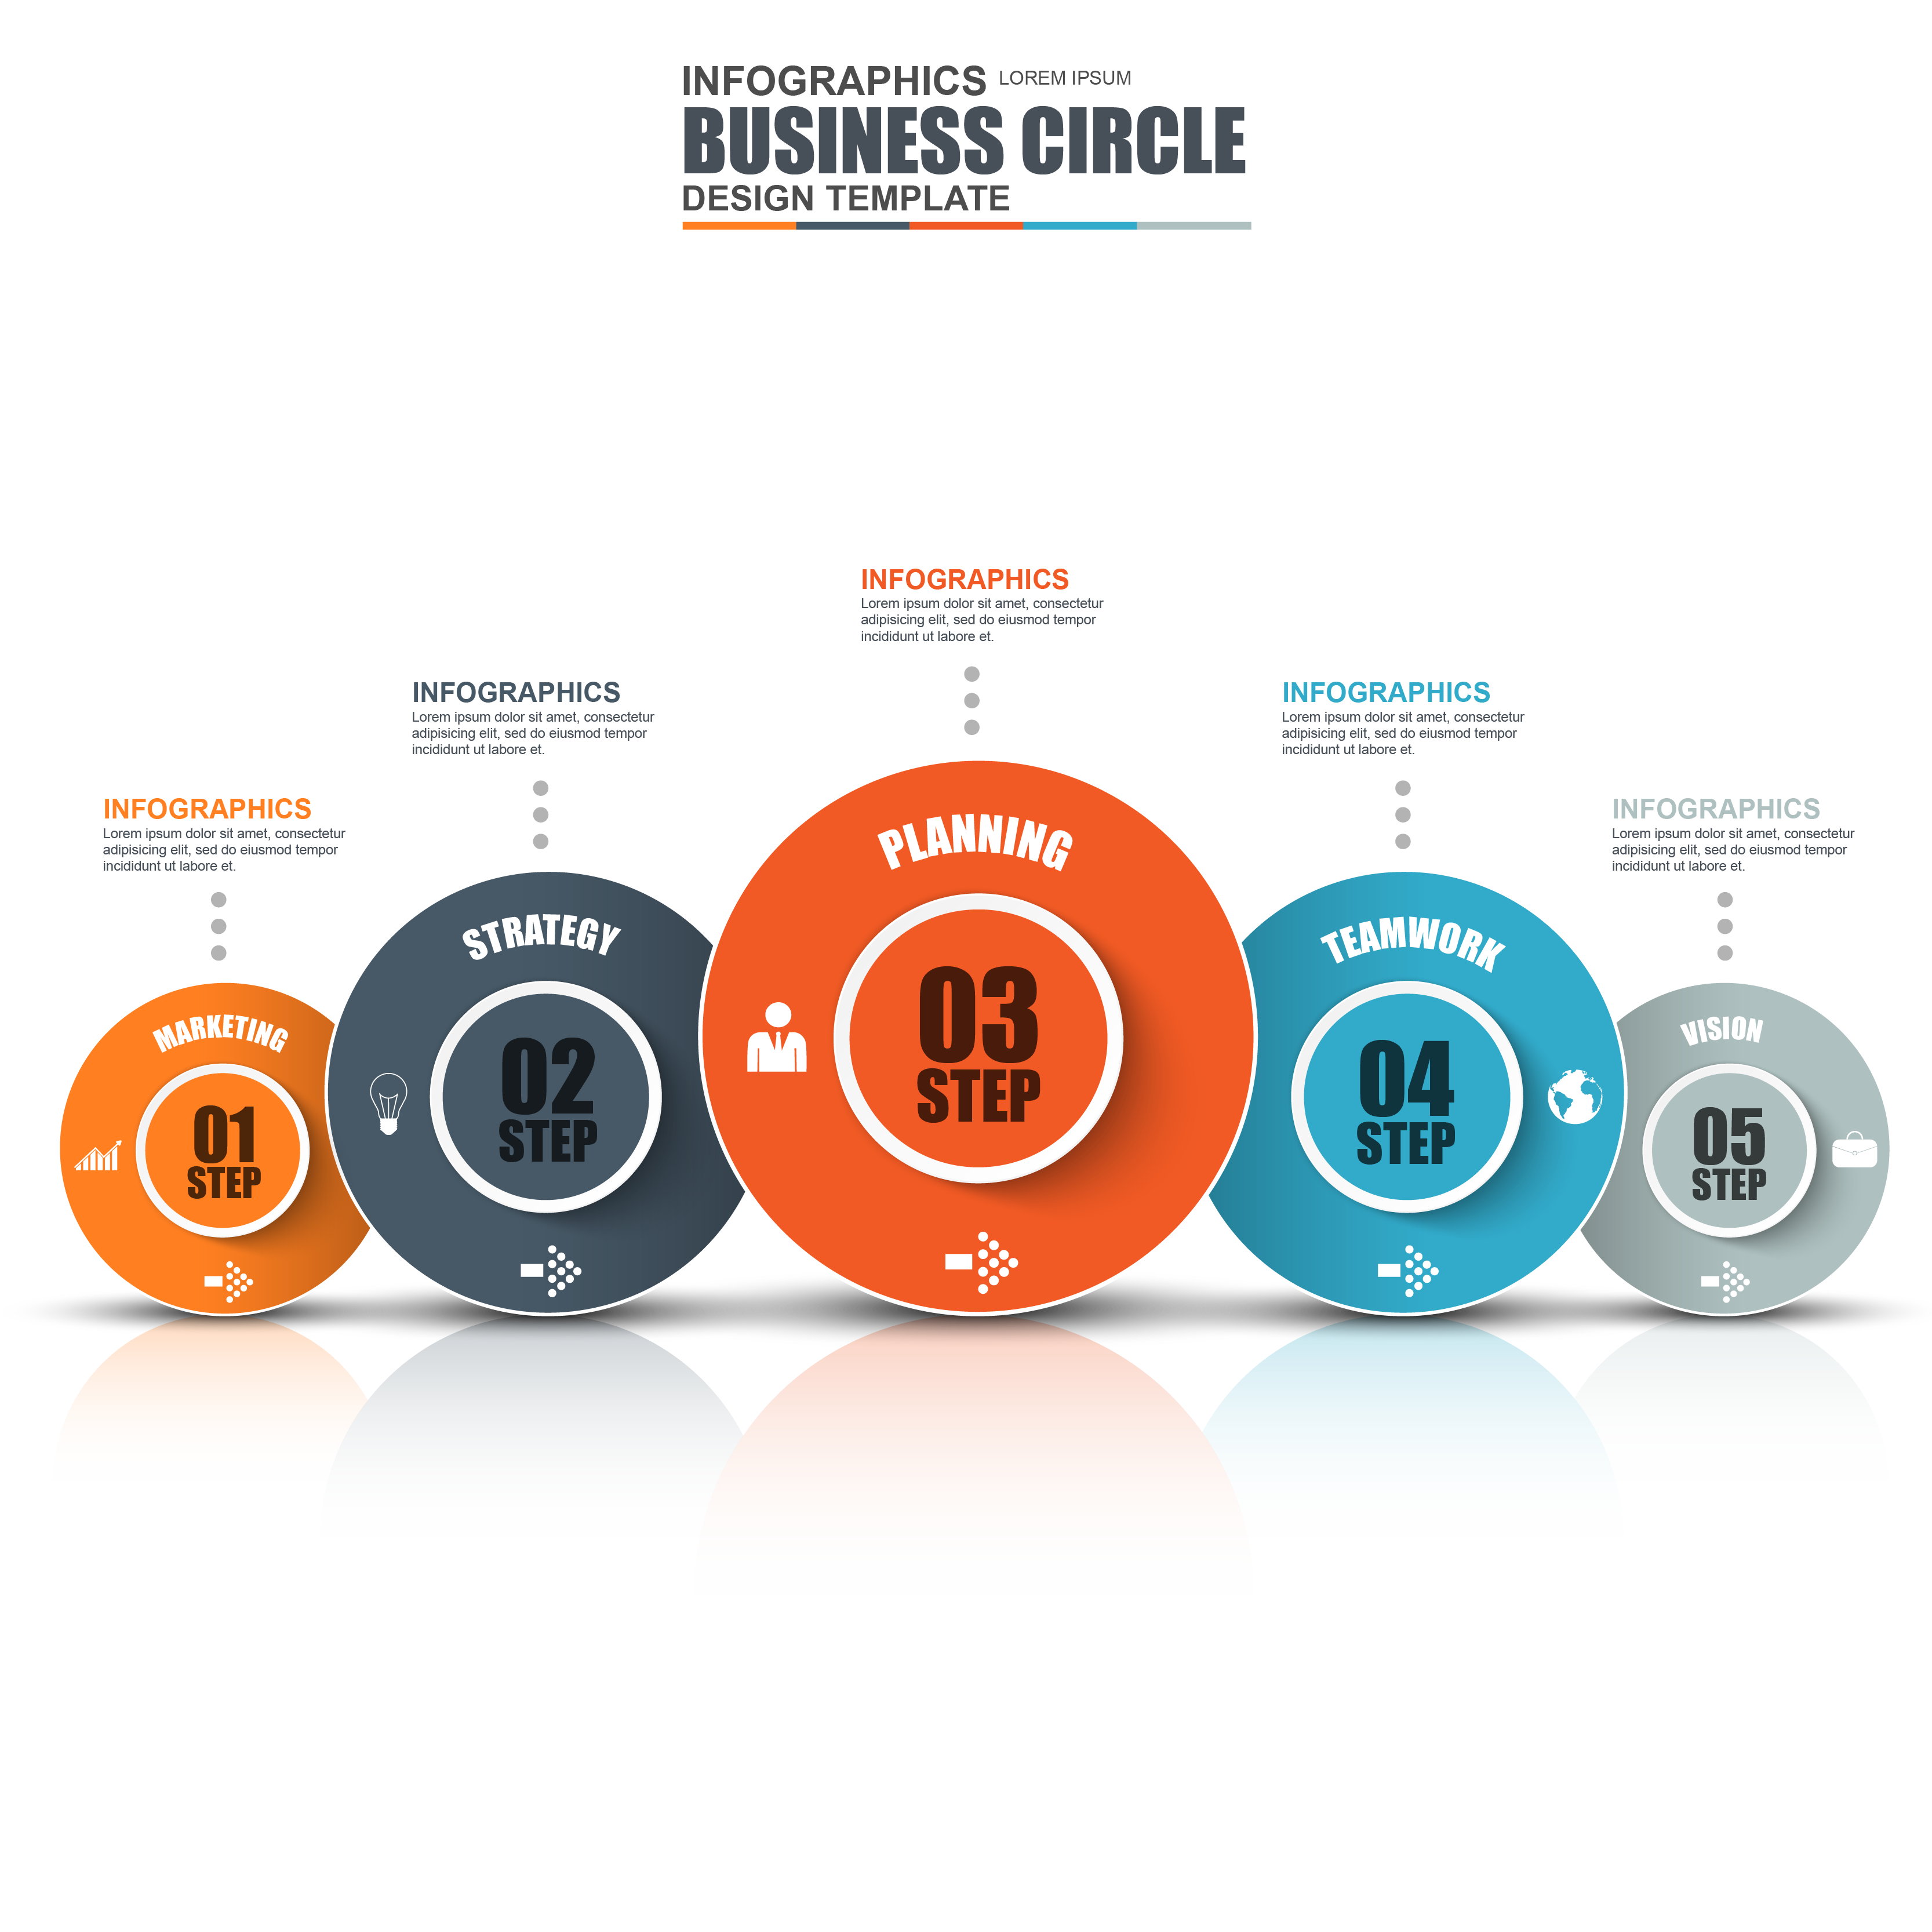 INFOGRAPHICS LOREM IPSUM
BUSINESS CIRCLE
DESIGN TEMPLATE
INFOGRAPHICS
Lorem ipsum dolor sit amet, consectetur
adipisicing elit, sed do eiusmod tempor
incididunt ut labore et.
MARKETING
01
STEP
INFOGRAPHICS
Lorem ipsum dolor sit amet, consectetur
adipisicing elit, sed do eiusmod tempor
incididunt ut labore et.
STRATEGY
02
STEP
INFOGRAPHICS
Lorem ipsum dolor sit amet, consectetur
adipisicing elit, sed do eiusmod tempor
incididunt ut labore et.
PLANNING
03
STEP
INFOGRAPHICS
Lorem ipsum dolor sit amet, consectetur
adipisicing elit, sed do eiusmod tempor
incididunt ut labore et.
TEAMWORK
04
STEP
INFOGRAPHICS
Lorem ipsum dolor sit amet, consectetur
adipisicing elit, sed do eiusmod tempor
incididunt ut labore et.
VISION
05
STEP